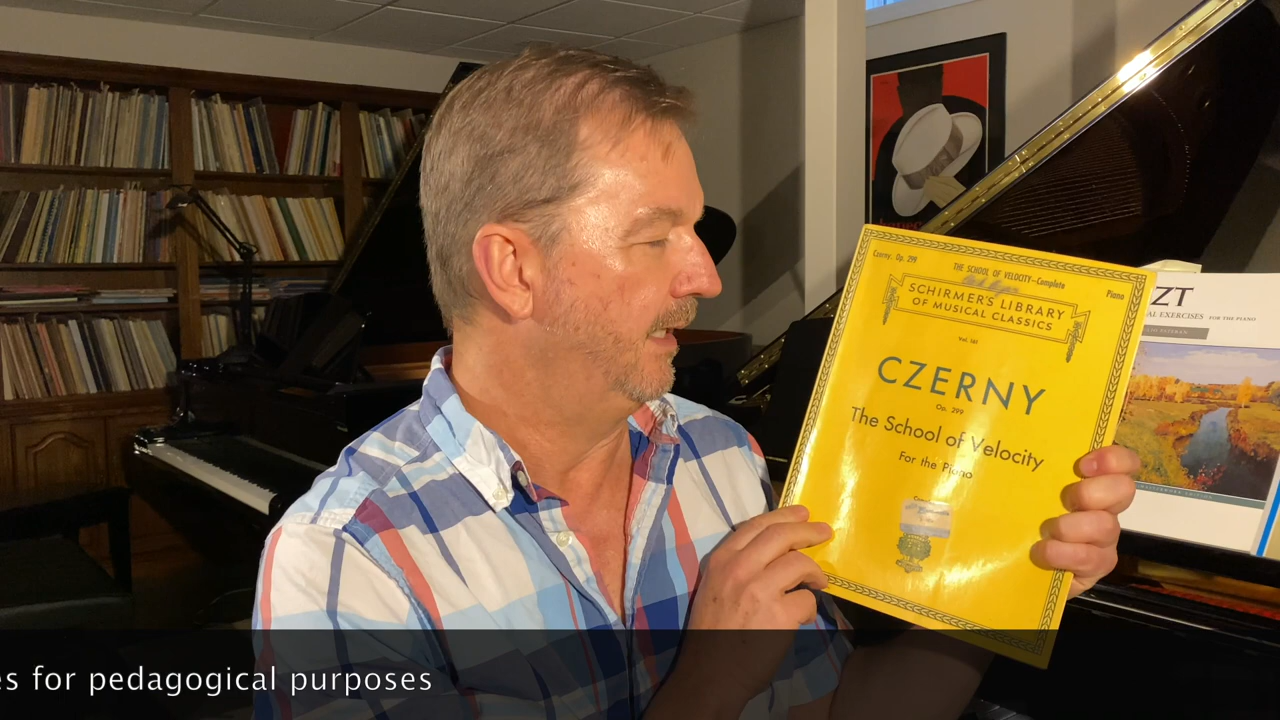 Czerny, Op. 299
THE SCHOOL OF VELOCITY—Complete
Piano
SCHIRMER'S LIBRARY
OF MUSICAL CLASSICS
Vol. 161
CZERNY
Op. 299
The School of Velocity
For the Piano
ZT
AL EXERCISES FOR THE PIANO
es for pedagogical purposes